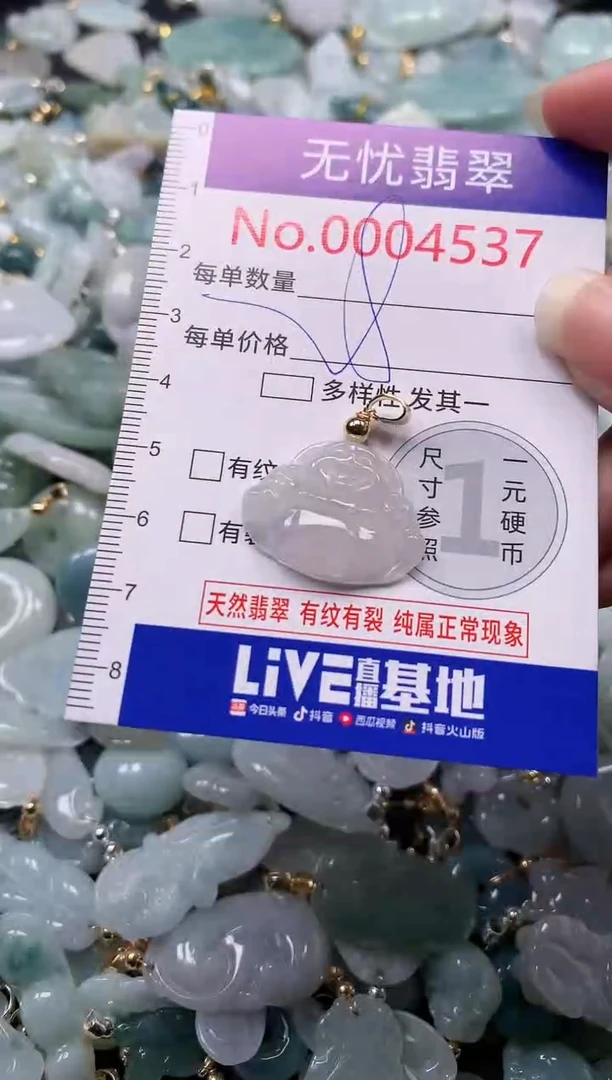 0
无忧翡翠
1
No.0004537
2
每单数量
3
每单价格
4
多样性 发其一
5
有纹
尺寸参照
1
一元硬币
6
有
7
天然翡翠 有纹有裂 纯属正常现象
8
LiVE直播基地
今日头条 抖音 西瓜视频 抖音火山版